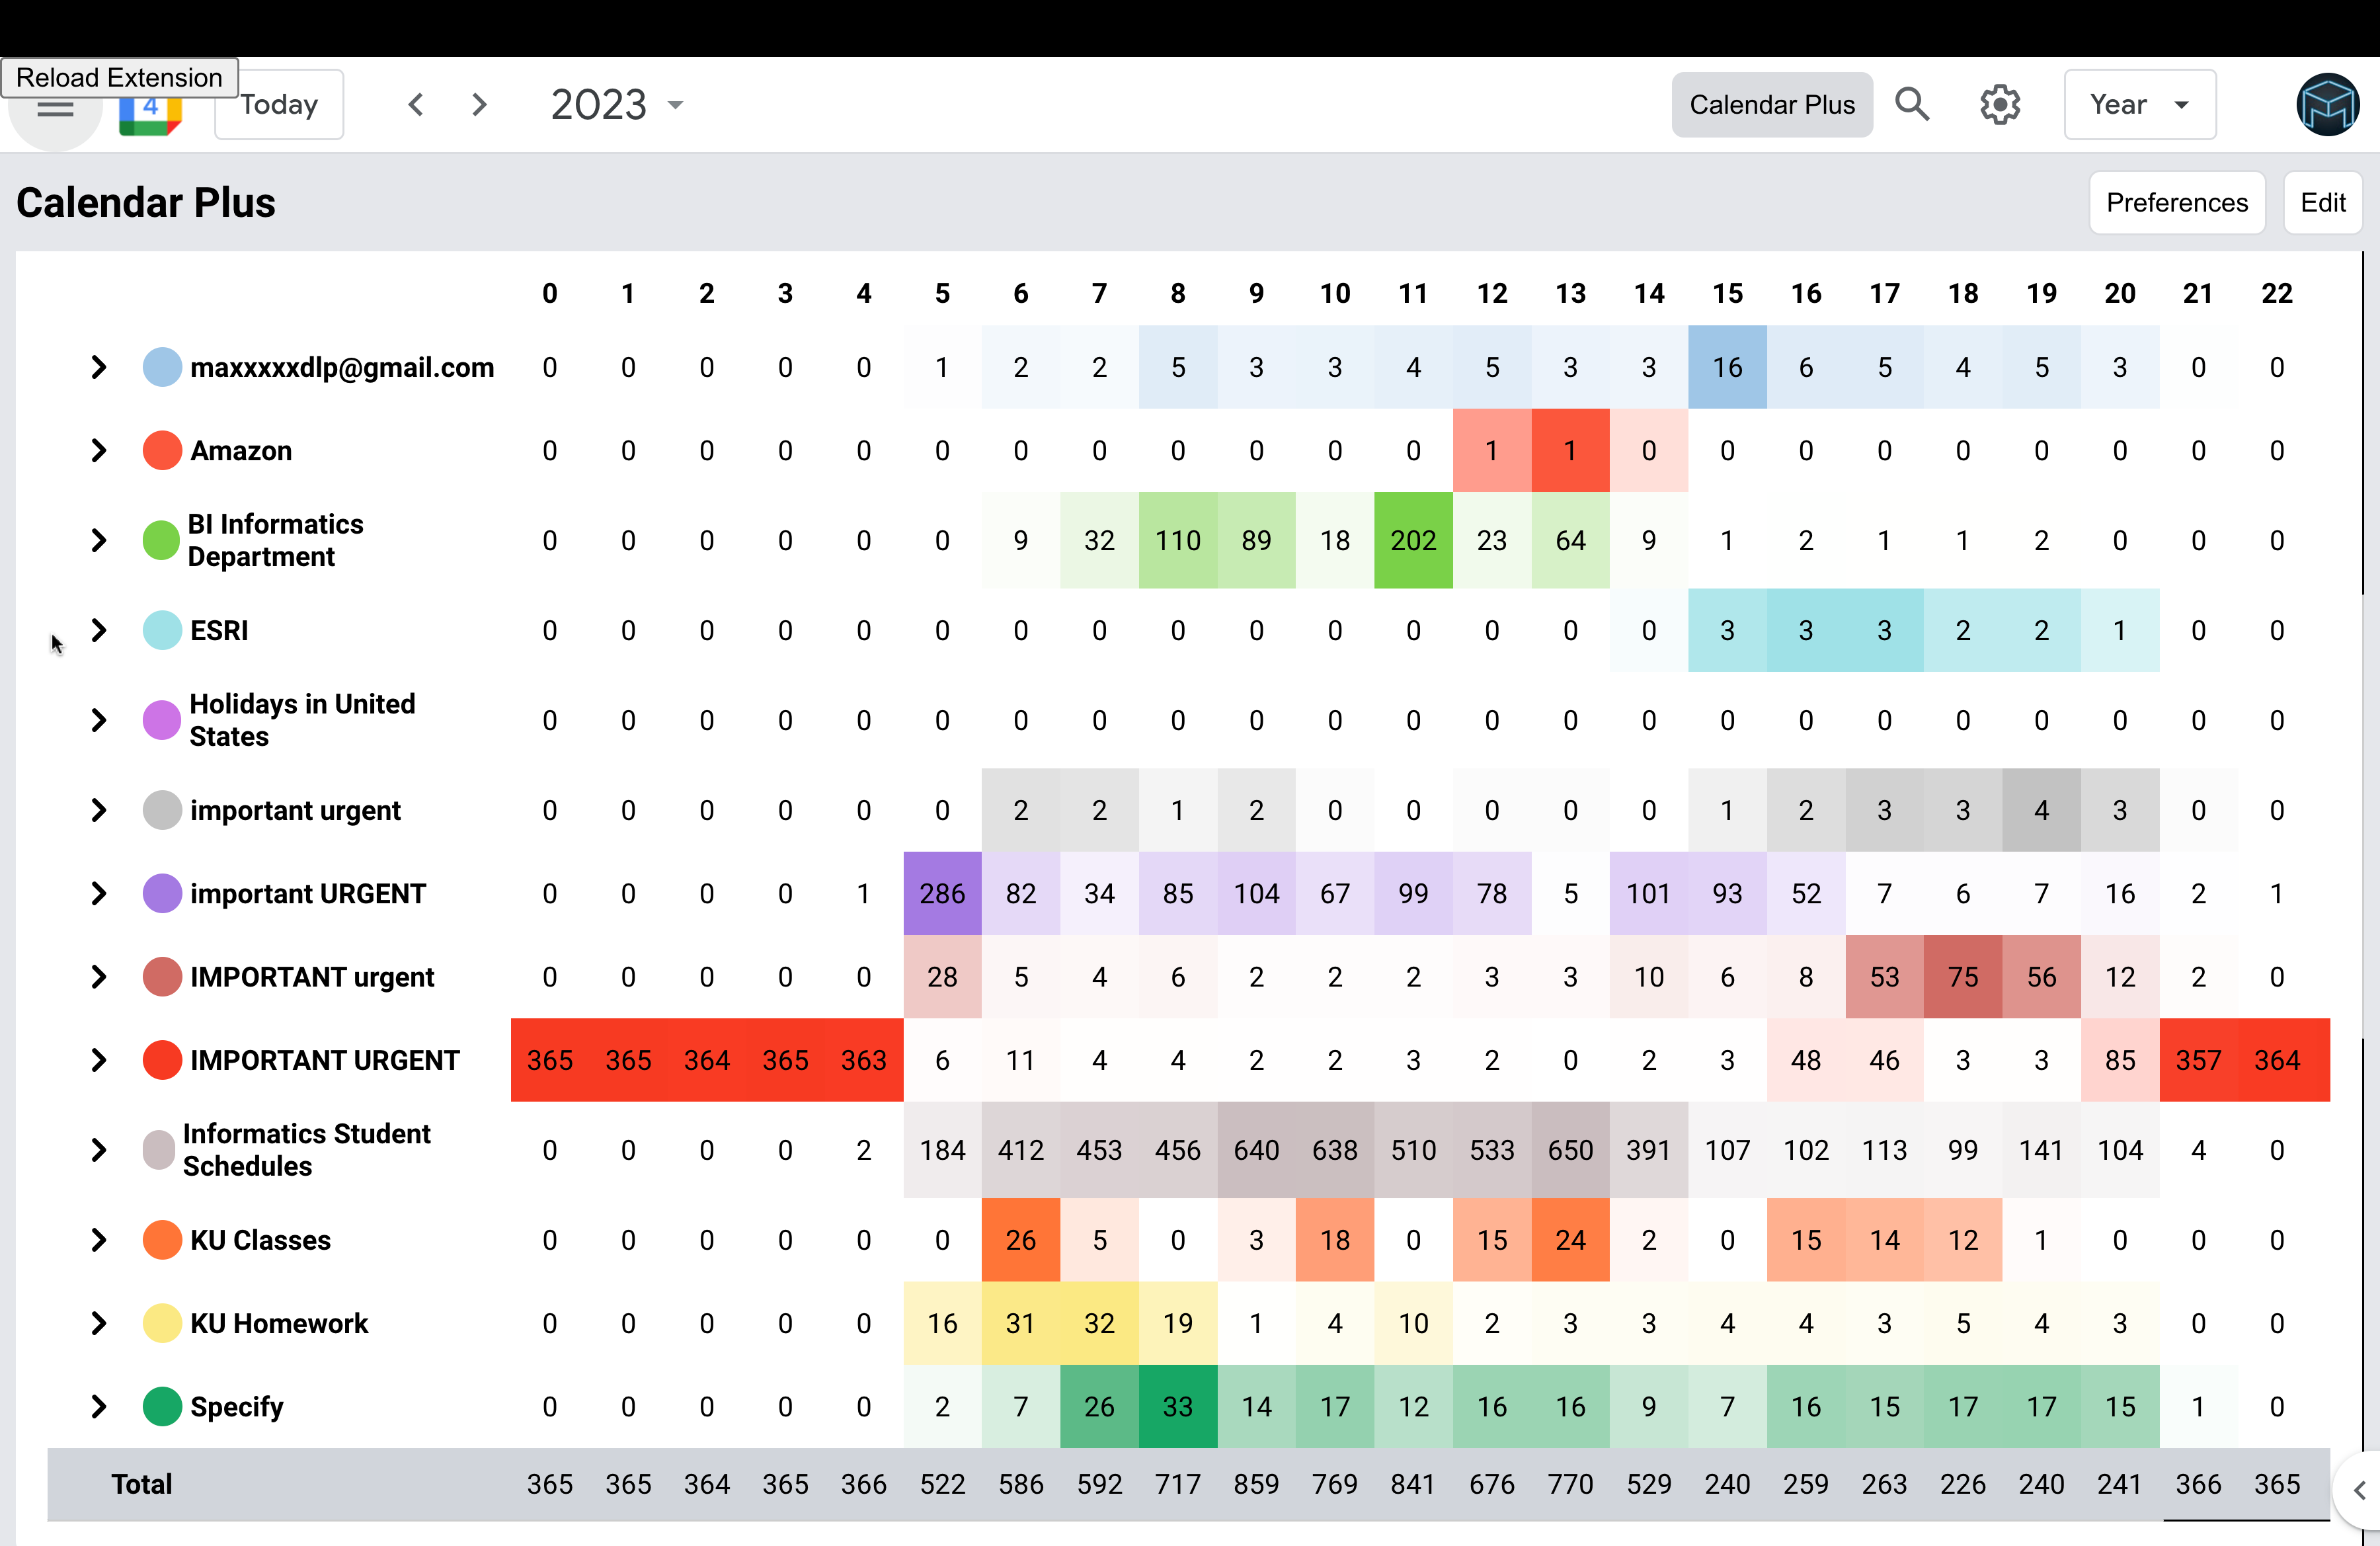 Reload Extension
4 Today 2023 Calendar Plus Year
Calendar Plus Preferences Edit
0 1 2 3 4 5 6 7 8 9 10 11 12 13 14 15 16 17 18 19 20 21 22
maxxxxxdlp@gmail.com 0 0 0 0 0 1 2 2 5 3 3 4 5 3 3 16 6 5 4 5 3 0 0
Amazon 0 0 0 0 0 0 0 0 0 0 0 0 1 1 0 0 0 0 0 0 0 0 0
BI Informatics
Department 0 0 0 0 0 0 9 32 110 89 18 202 23 64 9 1 2 1 1 2 0 0 0
ESRI 0 0 0 0 0 0 0 0 0 0 0 0 0 0 0 3 3 3 2 2 1 0 0
Holidays in United
States 0 0 0 0 0 0 0 0 0 0 0 0 0 0 0 0 0 0 0 0 0 0 0
important urgent 0 0 0 0 0 0 2 2 1 2 0 0 0 0 0 1 2 3 3 4 3 0 0
important URGENT 0 0 0 0 1 286 82 34 85 104 67 99 78 5 101 93 52 7 6 7 16 2 1
IMPORTANT urgent 0 0 0 0 0 28 5 4 6 2 2 2 3 3 10 6 8 53 75 56 12 2 0
IMPORTANT URGENT 365 365 364 365 363 6 11 4 4 2 2 3 2 0 2 3 48 46 3 3 85 357 364
Informatics Student
Schedules 0 0 0 0 2 184 412 453 456 640 638 510 533 650 391 107 102 113 99 141 104 4 0
KU Classes 0 0 0 0 0 0 26 5 0 3 18 0 15 24 2 0 15 14 12 1 0 0 0
KU Homework 0 0 0 0 0 16 31 32 19 1 4 10 2 3 3 4 4 3 5 4 3 0 0
Specify 0 0 0 0 0 2 7 26 33 14 17 12 16 16 9 7 16 15 17 17 15 1 0
Total 365 365 364 365 366 522 586 592 717 859 769 841 676 770 529 240 259 263 226 240 241 366 365